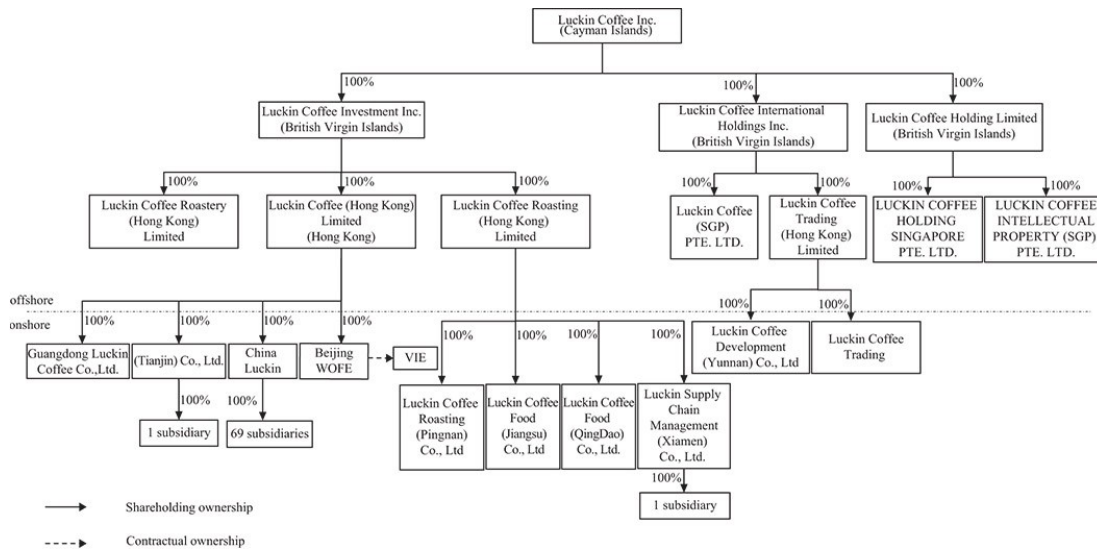 Luckin Coffee Inc.
(Cayman Islands)
100%
100%
100%
Luckin Coffee Investment Inc.
(British Virgin Islands)
Luckin Coffee International
Holdings Inc.
(British Virgin Islands)
Luckin Coffee Holding Limited
(British Virgin Islands)
100%
100%
100%
100%
100%
100%
100%
Luckin Coffee Roastery
(Hong Kong)
Limited
Luckin Coffee (Hong Kong)
Limited
(Hong Kong)
Luckin Coffee Roasting
(Hong Kong)
Limited
Luckin Coffee
(SGP)
PTE. LTD.
Luckin Coffee
Trading
(Hong Kong)
Limited
LUCKIN COFFEE
HOLDING
SINGAPORE
PTE. LTD.
LUCKIN COFFEE
INTELLECTUAL
PROPERTY (SGP)
PTE. LTD.
offshore
onshore
100%
100%
100%
100%
100%
100%
100%
100%
100%
100%
Guangdong Luckin
Coffee Co.,Ltd.
(Tianjin) Co., Ltd.
China
Luckin
Beijing
WOFE
VIE
Luckin Coffee
Development
(Yunnan) Co., Ltd
Luckin Coffee
Trading
Luckin Coffee
Roasting
(Pingnan)
Co., Ltd
Luckin Coffee
Food
(Jiangsu)
Co., Ltd
Luckin Coffee
Food
(QingDao)
Co., Ltd.
Luckin Supply
Chain
Management
(Xiamen)
Co., Ltd.
100%
100%
1 subsidiary
69 subsidiaries
100%
1 subsidiary
Shareholding ownership
Contractual ownership